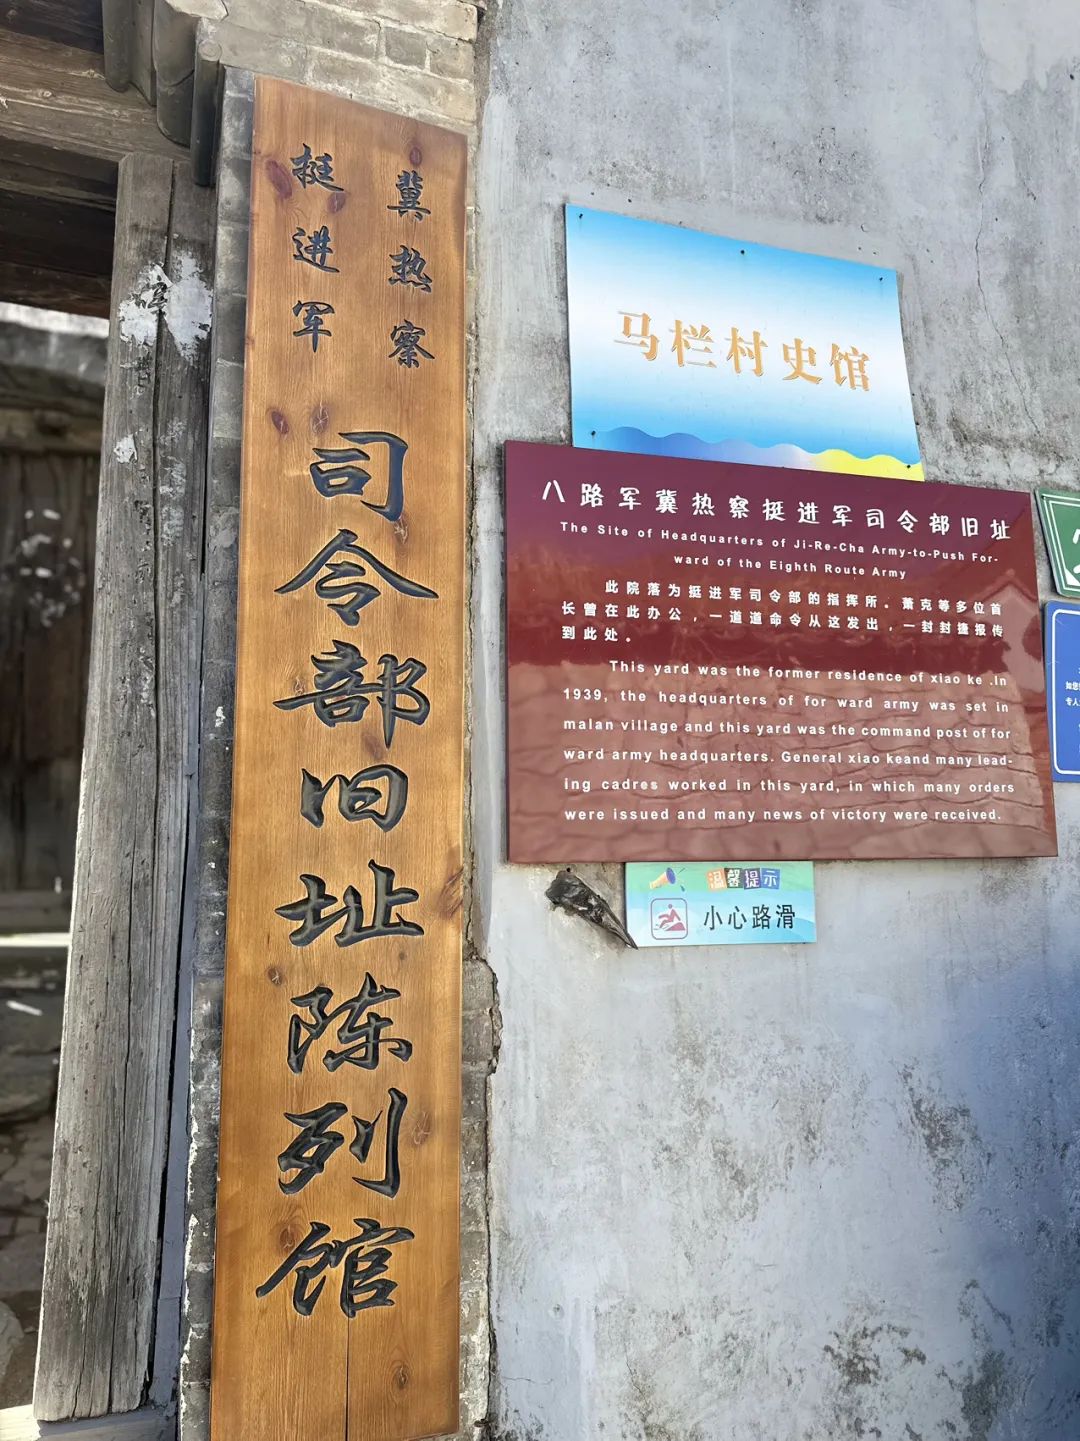 冀热察
挺进军
司令部旧址陈列馆
马栏村史馆
八路军冀热察挺进军司令部旧址
The Site of Headquarters of Ji-Re-Cha Army-to-Push For-
ward of the Eighth Route Army
此院落为挺进军司令部的指挥所。萧克等多位首
长曾在此办公，一道道命令从这发出，一封封捷报传
到此处。
This yard was the former residence of xiao ke .In
1939, the headquarters of for ward army was set in
malan village and this yard was the command post of for
ward army headquarters. General xiao keand many lead-
ing cadres worked in this yard, in which many orders
were issued and many news of victory were received.
温馨提示
小心路滑
如您
专人